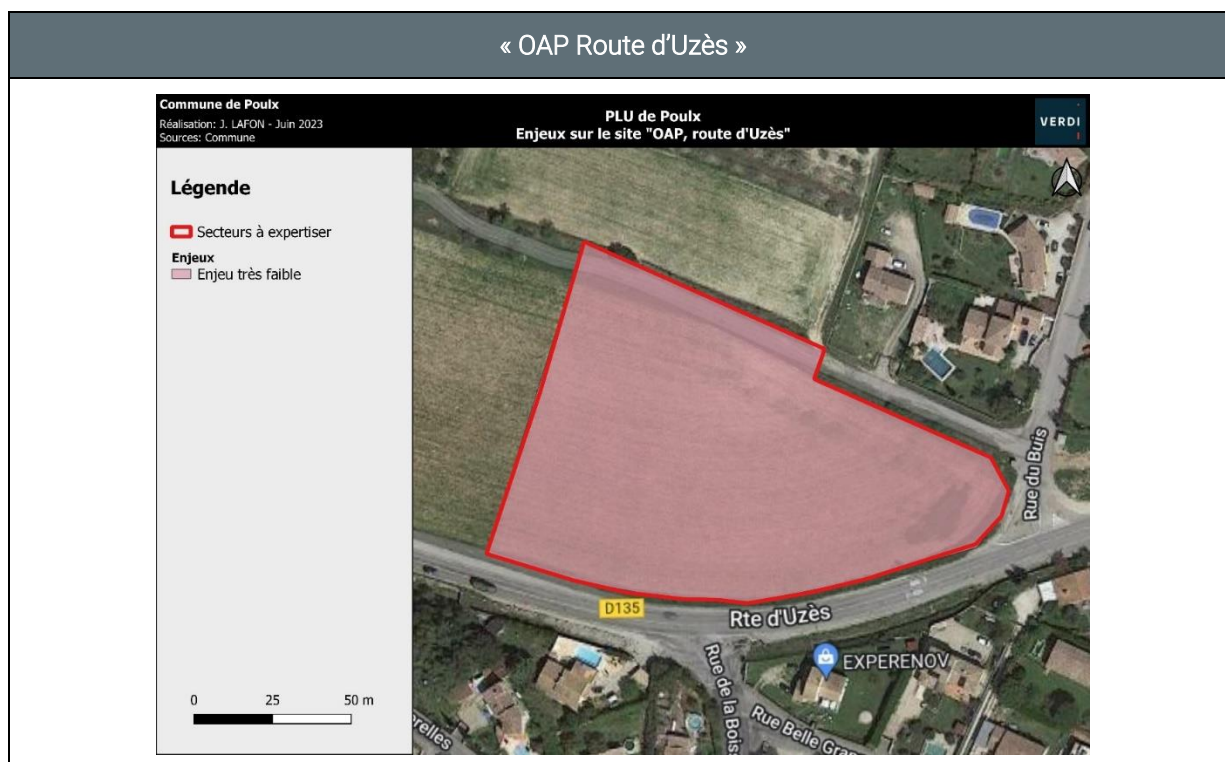 « OAP Route d’Uzès »
Commune de Poulx
Réalisation: J. LAFON - Juin 2023
Sources: Commune
PLU de Poulx
Enjeux sur le site "OAP, route d'Uzès"
VERDI
Légende
Secteurs à expertiser
Enjeux
Enjeu très faible
Rue du Buis
D135
Rte d'Uzès
EXPERENOV
Rue de la Boiss
Rue Belle Gra
relles
0 25 50 m